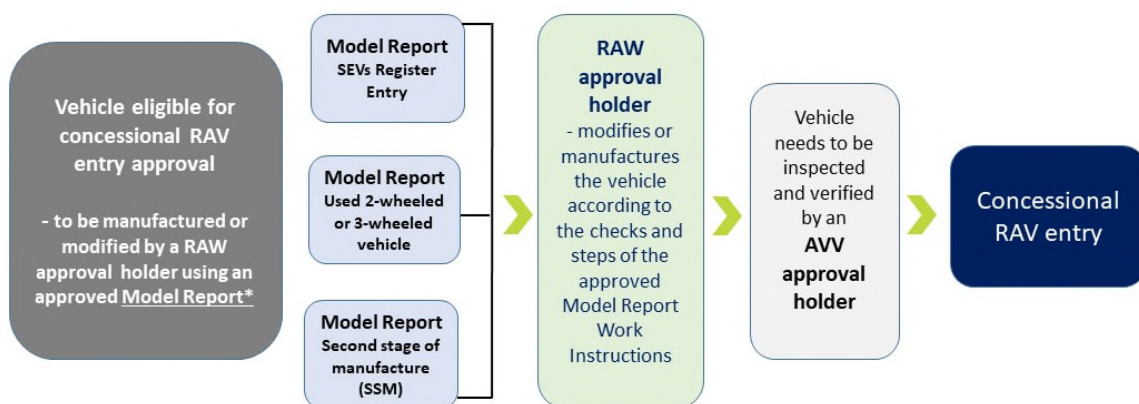 Vehicle eligible for
concessional RAV
entry approval
- to be manufactured or
modified by a RAW
approval holder using an
approved Model Report*
Model Report
SEVs Register
Entry
Model Report
Used 2-wheeled
or 3-wheeled
vehicle
Model Report
Second stage of
manufacture
(SSM)
RAW
approval
holder
- modifies or
manufactures
the vehicle
according to
the checks and
steps of the
approved
Model Report
Work
Instructions
Vehicle
needs to be
inspected
and verified
by an
AVV
approval
holder
Concessional
RAV entry